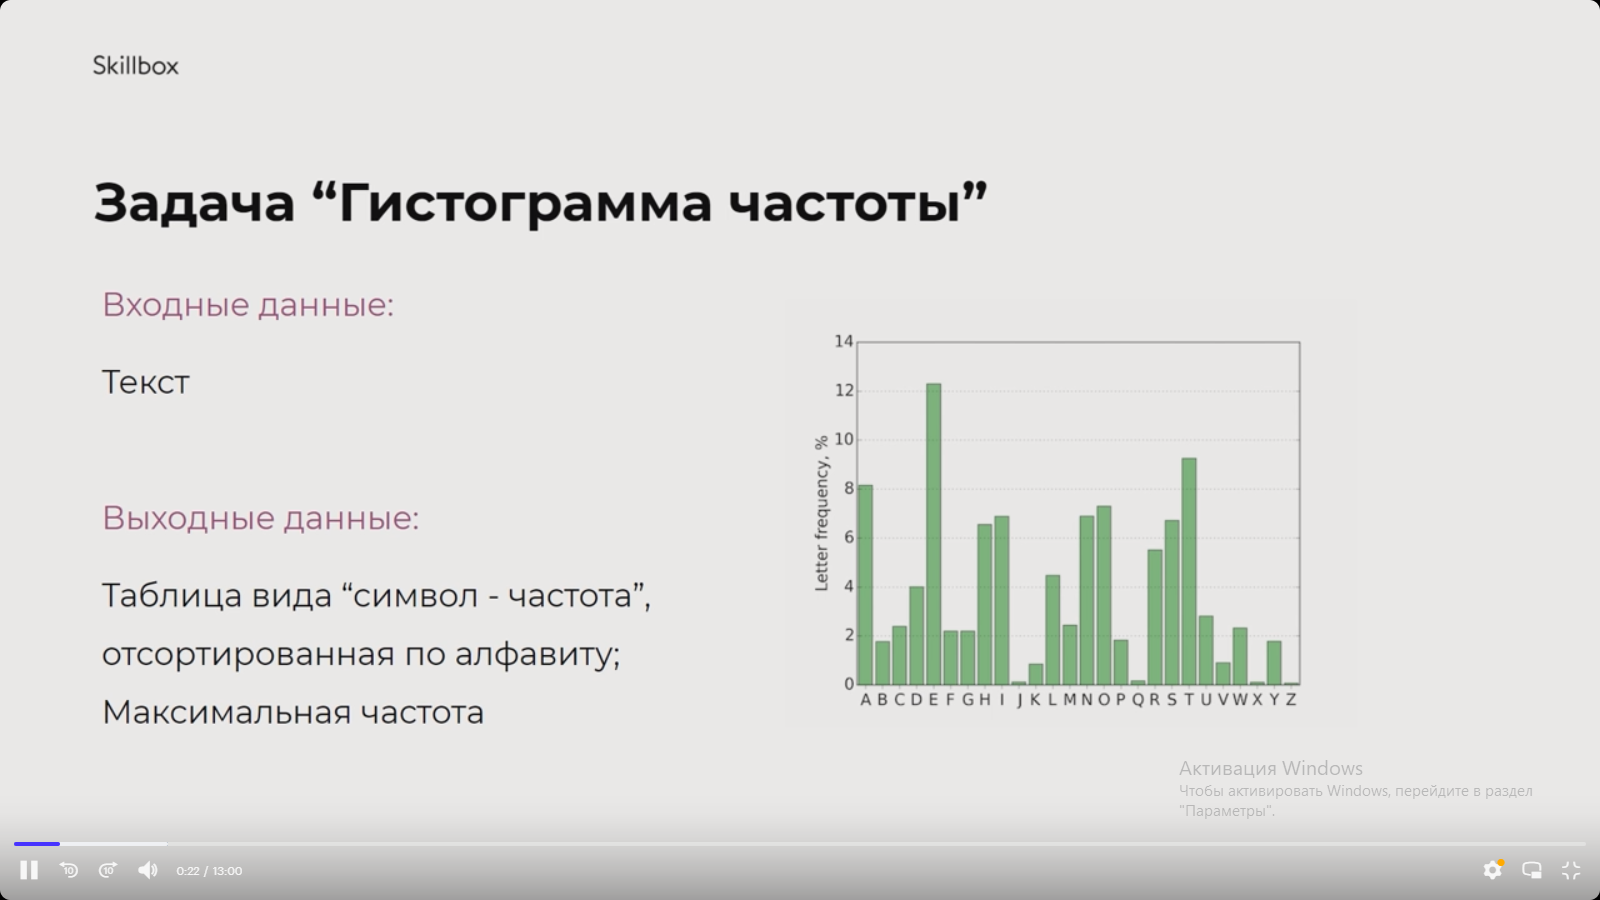 Skillbox
Задача “Гистограмма частоты”
Входные данные:
Текст
Выходные данные:
Таблица вида “символ - частота”,
отсортированная по алфавиту;
Максимальная частота
14
12
10
8
6
4
2
0
Letter frequency, %
A B C D E F G H I J K L M N O P Q R S T U V W X Y Z
Активация Windows
Чтобы активировать Windows, перейдите в раздел
"Параметры".
10 10 0:22 / 13:00